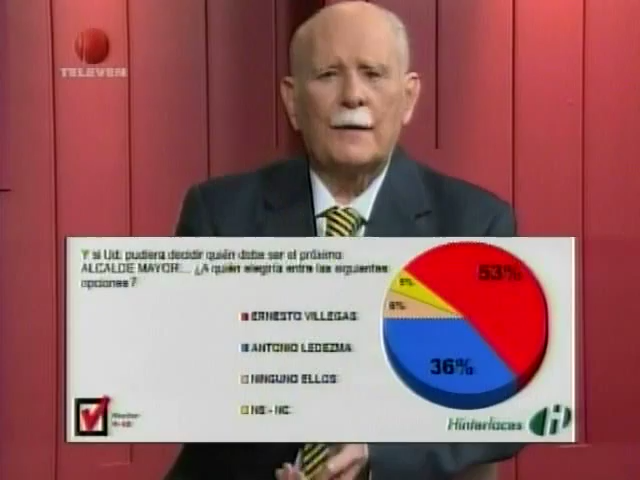 TELEVEN
Y si Ud. pudiera decidir quién debe ser el próximo
ALCALDE MAYOR... ¿A quién elegiría entre las siguientes
opciones?
53%
5%
6%
36%
ERNESTO VILLEGAS
ANTONIO LEDEZMA
NINGUNO ELLOS
NS - NC
Monitor
Hinterlaces